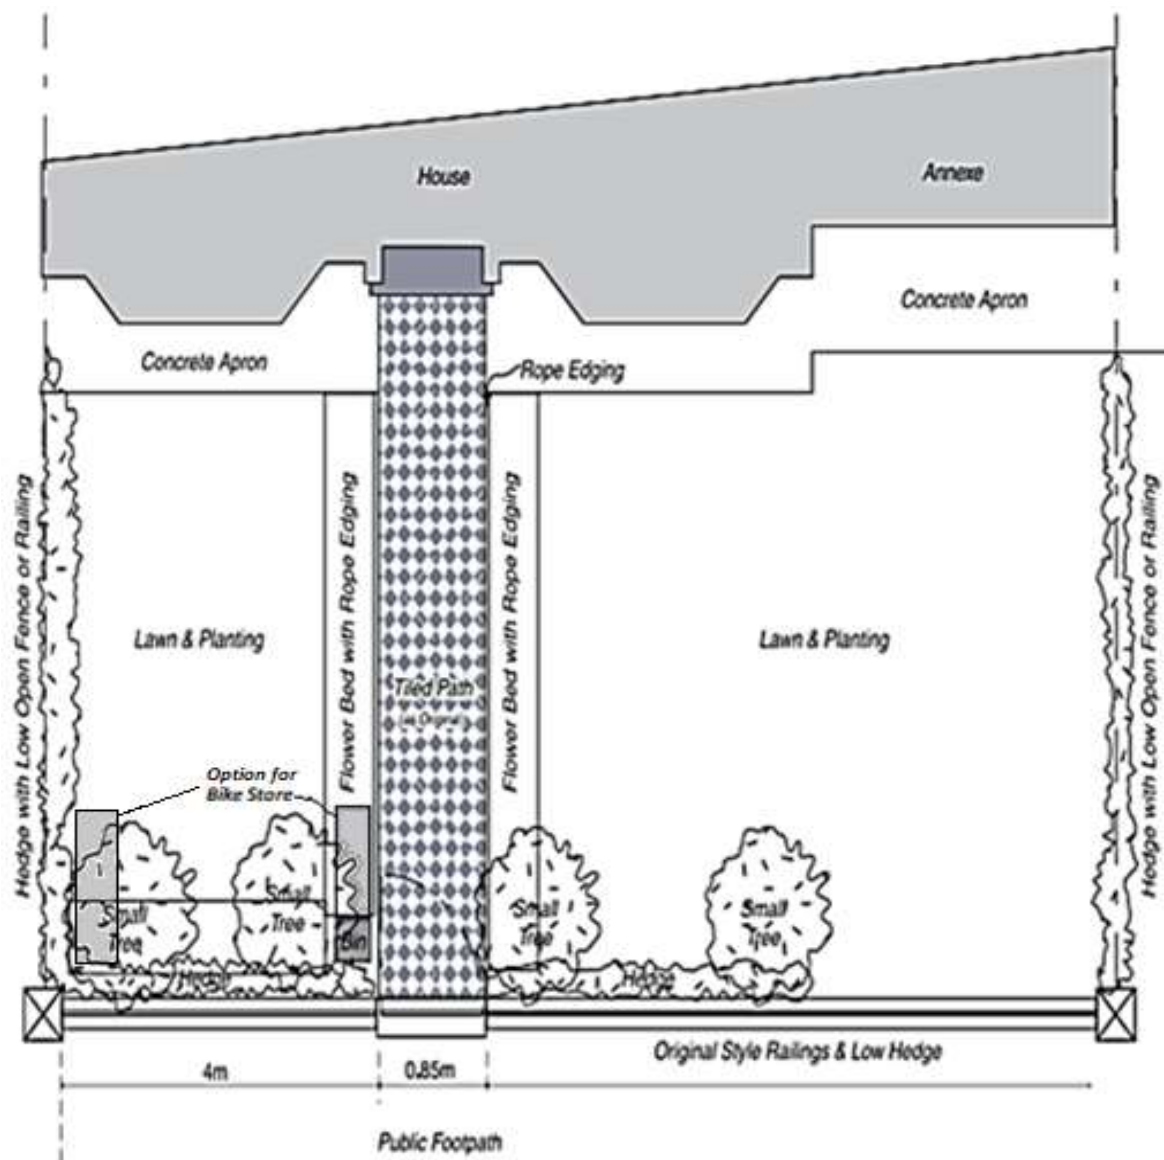 House
Annexe
Concrete Apron
Concrete Apron
Rope Edging
Hedge with Low Open Fence or Railing
Flower Bed with Rope Edging
Flower Bed with Rope Edging
Hedge with Low Open Fence or Railing
Lawn & Planting
Lawn & Planting
Tiled Path
(as Original)
Option for
Bike Store
Small
Tree
Small
Tree
Bin
Small
Tree
Small
Tree
Hedge
Hedge
Original Style Railings & Low Hedge
4m
0.85m
Public Footpath